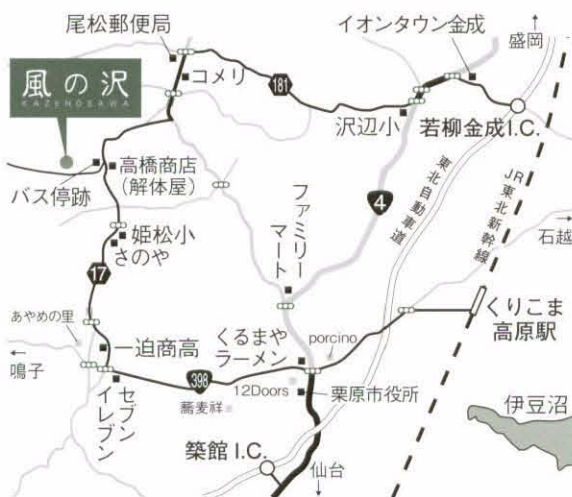 尾松郵便局
イオンタウン金成
盛岡
風の沢
KAZENOSAWA
コメリ
181
沢辺小
若柳金成I.C.
バス停跡
高橋商店
(解体屋)
ファミリーマート
4
東北自動車道
JR東北新幹線
石越
姫松小
さのや
17
くりこま
高原駅
あやめの里
一迫商高
くるまや
ラーメン
porcino
鳴子
セブン
イレブン
398
12Doors
蕎麦祥
栗原市役所
伊豆沼
築館 I.C.
仙台